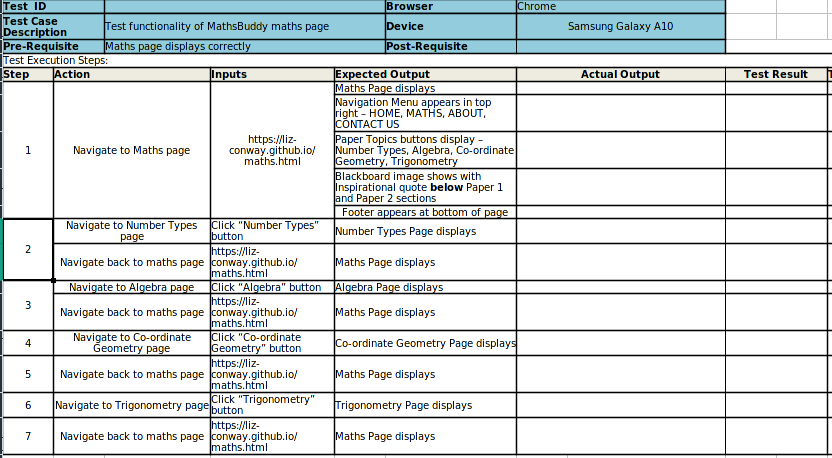 Test ID
Browser
Chrome
Test Case
Description
Test functionality of MathsBuddy maths page
Device
Samsung Galaxy A10
Pre-Requisite
Maths page displays correctly
Post-Requisite
Test Execution Steps:
Step
Action
Inputs
Expected Output
Actual Output
Test Result
1
Navigate to Maths page
https://liz-
conway.github.io/
maths.html
Maths Page displays
Navigation Menu appears in top
right – HOME, MATHS, ABOUT,
CONTACT US
Paper Topics buttons display –
Number Types, Algebra, Co-ordinate
Geometry, Trigonometry
Blackboard image shows with
Inspirational quote below Paper 1
and Paper 2 sections
Footer appears at bottom of page
2
Navigate to Number Types
page
Click “Number Types”
button
Number Types Page displays
Navigate back to maths page
https://liz-
conway.github.io/
maths.html
Maths Page displays
3
Navigate to Algebra page
Click “Algebra” button
Algebra Page displays
Navigate back to maths page
https://liz-
conway.github.io/
maths.html
Maths Page displays
4
Navigate to Co-ordinate
Geometry page
Click “Co-ordinate
Geometry” button
Co-ordinate Geometry Page displays
5
Navigate back to maths page
https://liz-
conway.github.io/
maths.html
Maths Page displays
6
Navigate to Trigonometry page
Click “Trigonometry”
button
Trigonometry Page displays
7
Navigate back to maths page
https://liz-
conway.github.io/
maths.html
Maths Page displays